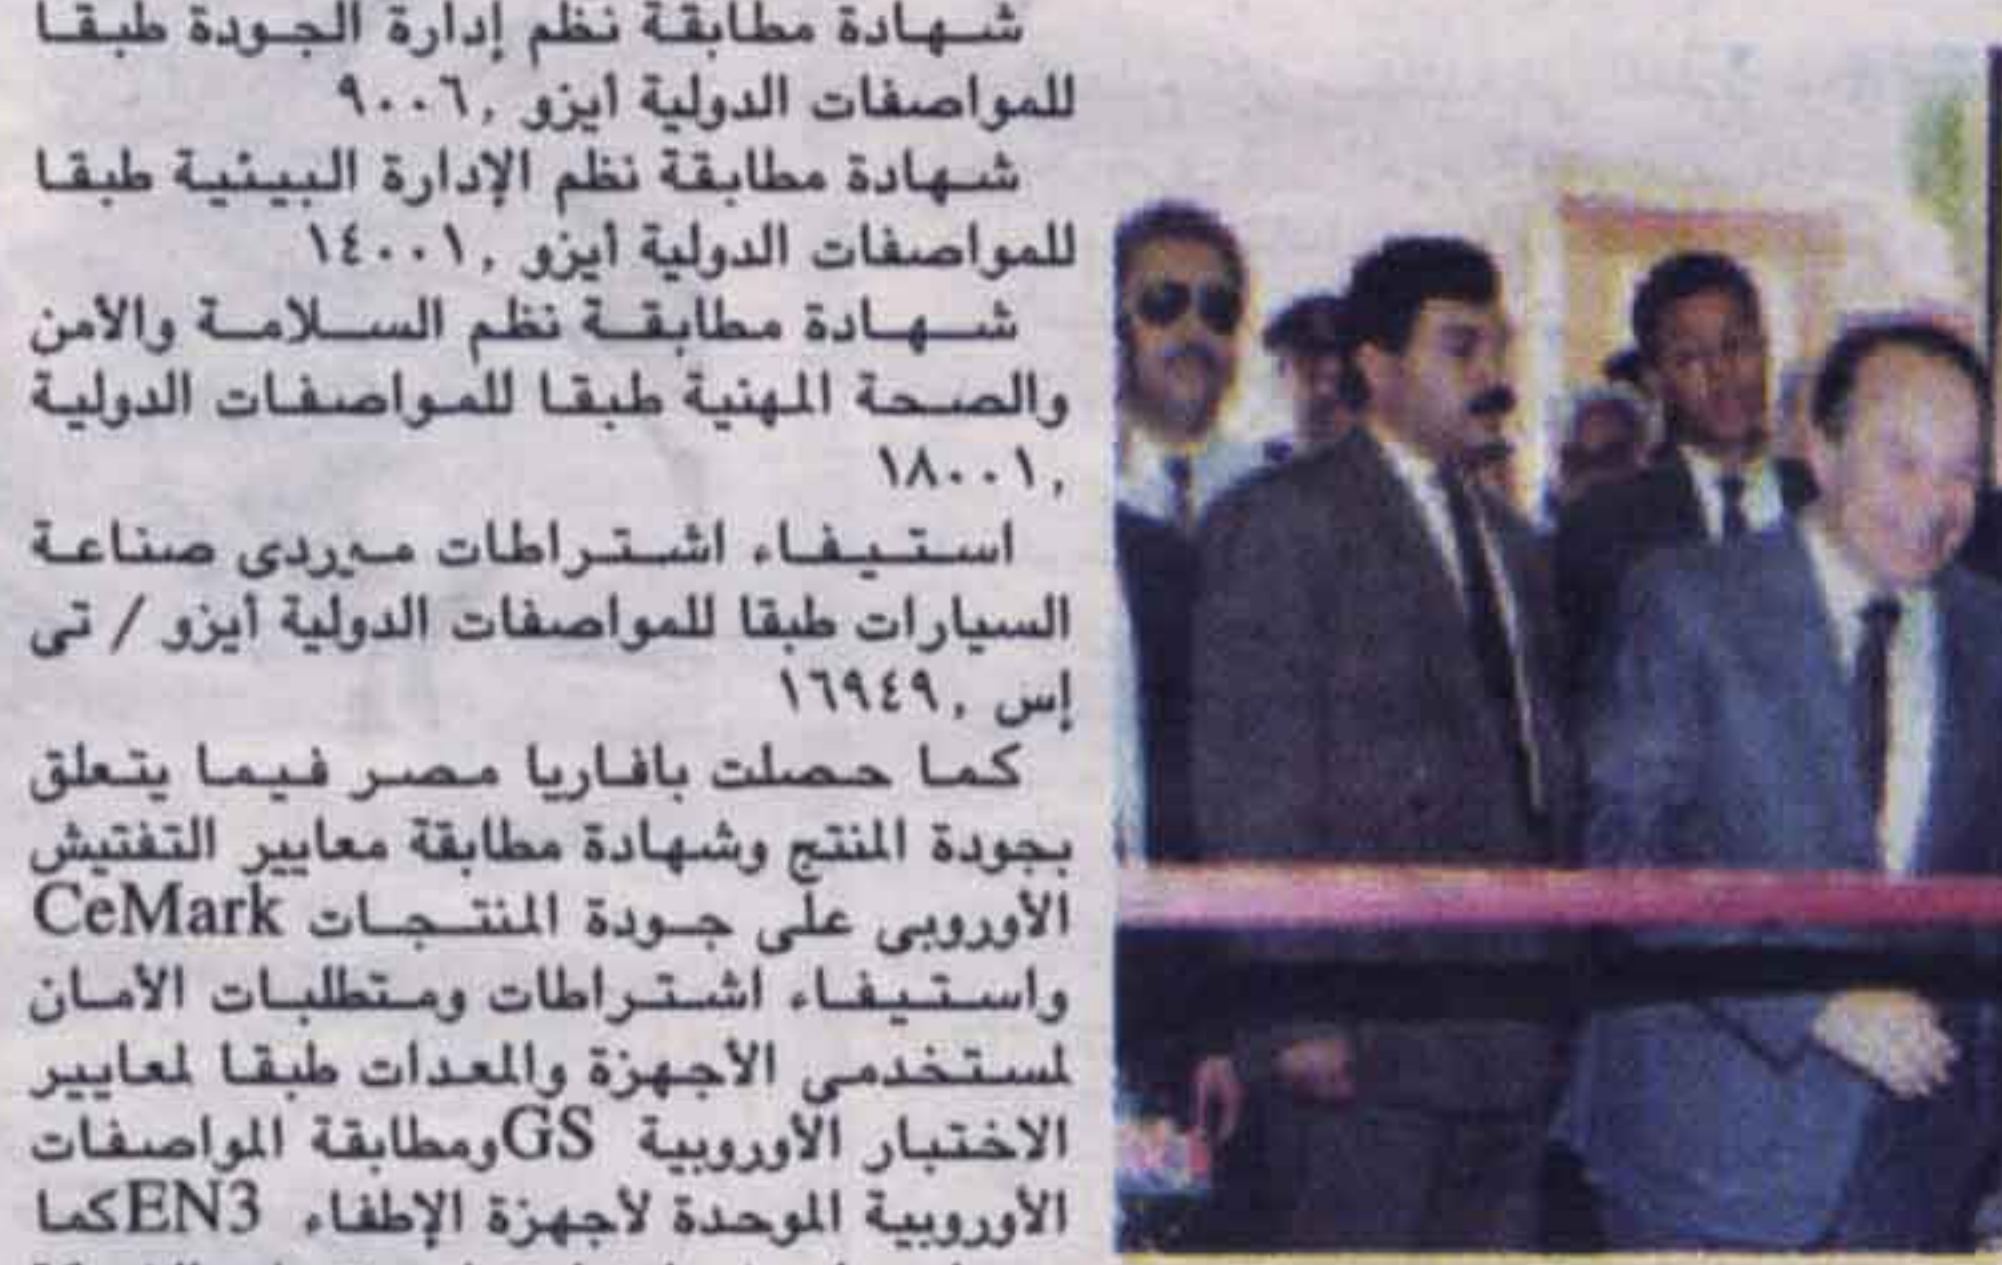 شهادة مطابقة نظم إدارة الجودة طبقا
للمواصفات الدولية أيزو ,٩٠٠٦
شهادة مطابقة نظم الإدارة البيئية طبقا
للمواصفات الدولية أيزو ,١٤٠٠١
شهادة مطابقة نظم السلامة والأمن
والصحة المهنية طبقا للمواصفات الدولية
,١٨٠٠١
استيفاء اشتراطات موردى صناعة
السيارات طبقا للمواصفات الدولية أيزو / تى
إس ,١٦٩٤٩
كما حصلت بافاريا مصر فيما يتعلق
بجودة المنتج وشهادة مطابقة معايير التفتيش
الأوروبى على جودة المنتجات CeMark
واستيفاء اشتراطات ومتطلبات الأمان
لمستخدمى الأجهزة والمعدات طبقا لمعايير
الاختبار الأوروبية GSومطابقة المواصفات
الأوروبية الموحدة لأجهزة الإطفاء EN3كما